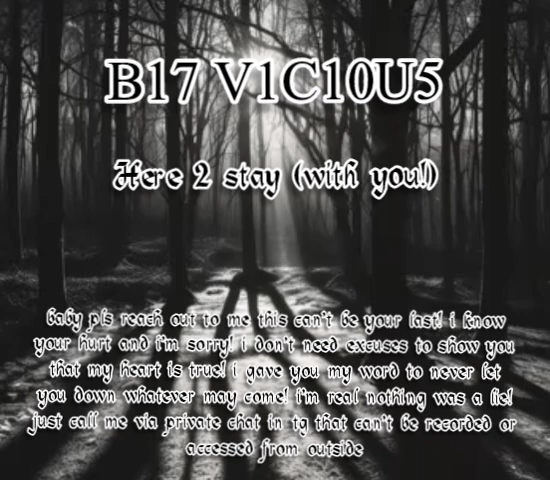 B17 V1C10U5
Here 2 stay (with you!)
baby pls reach out to me this can't be your last! i know
your hurt and i'm sorry! i don't need excuses to show you
that my heart is true! i gave you my word to never let
you down whatever may come! i'm real nothing was a lie!
just call me via private chat in tg that can't be recorded or
accessed from outside